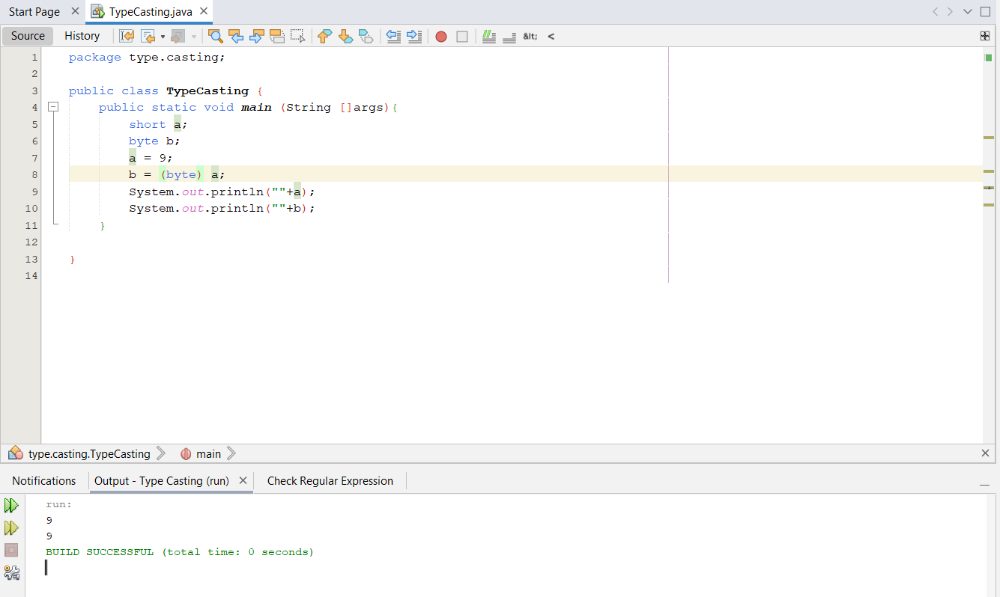 Start Page TypeCasting.java
Source History &lt; <
1 package type.casting;
2
3 public class TypeCasting {
4 public static void main (String []args){
5 short a;
6 byte b;
7 a = 9;
8 b = (byte) a;
9 System.out.println(""+a);
10 System.out.println(""+b);
11 }
12
13 }
14
type.casting.TypeCasting main
Notifications Output - Type Casting (run) Check Regular Expression
run:
9
9
BUILD SUCCESSFUL (total time: 0 seconds)